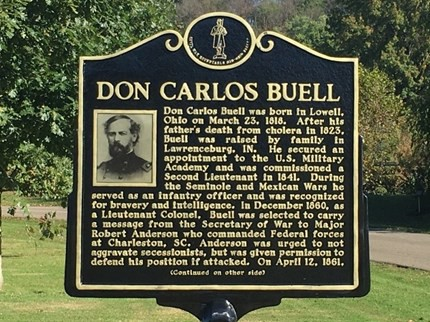 DON CARLOS BUELL
Don Carlos Buell was born in Lowell,
Ohio on March 23, 1818. After his
father's death from cholera in 1823,
Buell was raised by family in
Lawrenceburg, IN. He secured an
appointment to the U.S. Military
Academy and was commissioned a
Second Lieutenant in 1841. During
the Seminole and Mexican Wars he
served as an infantry officer and was recognized
for bravery and intelligence. In December 1860, as
a Lieutenant Colonel, Buell was selected to carry
a message from the Secretary of War to Major
Robert Anderson who commanded Federal forces
at Charleston, SC. Anderson was urged to not
aggravate secessionists, but was given permission to
defend his position if attacked. On April 12, 1861,
(Continued on other side)